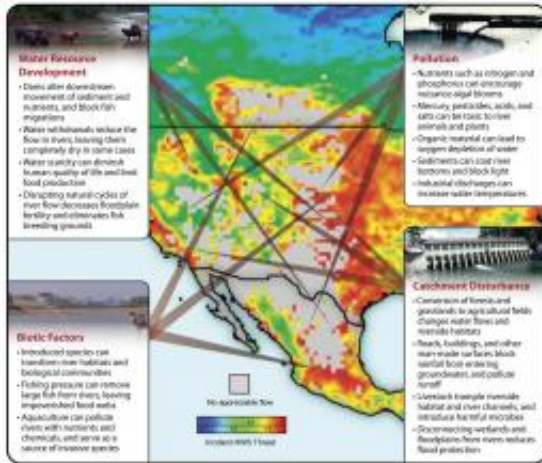 Water Resource
Development
• Dams alter downstream
movement of sediment and
nutrients, and block fish
migrations
• Water withdrawals reduce the
flow in rivers, leaving them
completely dry in some cases
• Water scarcity can diminish
human quality of life and limit
food production
• Disrupting natural cycles of
river flow decreases floodplain
fertility and eliminates fish
breeding grounds
Pollution
• Nutrients such as nitrogen and
phosphorus can encourage
nuisance algal blooms
• Mercury, pesticides, acids, and
salts can be toxic to river
animals and plants
• Organic material can lead to
oxygen depletion of water
• Sediments can coat river
bottoms and block light
• Industrial discharges can
increase water temperatures
Biotic Factors
• Introduced species can
transform river habitats and
biological communities
• Fishing pressure can remove
large fish from rivers, leaving
impoverished food webs
• Aquaculture can pollute
rivers with nutrients and
chemicals, and serve as a
source of invasive species
No appreciable flow
Incident HWS Threat
Catchment Disturbance
• Conversion of forests and
grasslands to agricultural fields
changes water flows and
riverside habitats
• Roads, buildings, and other
man-made surfaces block
rainfall from entering
groundwater, and pollute
runoff
• Livestock trample riverside
habitat and river channels, and
introduce harmful microbes
• Disconnecting wetlands and
floodplains from rivers reduces
flood protection